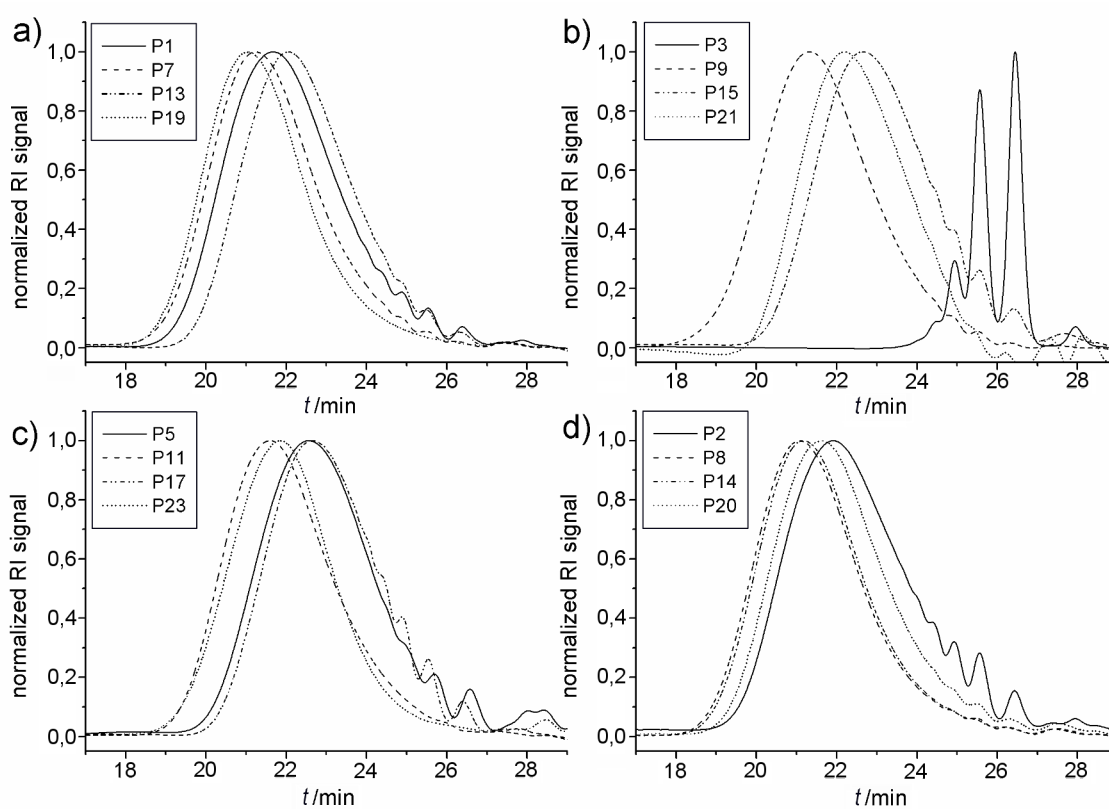 a)
P1
P7
P13
P19
normalized RI signal
1,0
0,8
0,6
0,4
0,2
0,0
18 20 22 24 26 28
t /min
b)
P3
P9
P15
P21
normalized RI signal
1,0
0,8
0,6
0,4
0,2
0,0
18 20 22 24 26 28
t /min
c)
P5
P11
P17
P23
normalized RI signal
1,0
0,8
0,6
0,4
0,2
0,0
18 20 22 24 26 28
t /min
d)
P2
P8
P14
P20
normalized RI signal
1,0
0,8
0,6
0,4
0,2
0,0
18 20 22 24 26 28
t /min